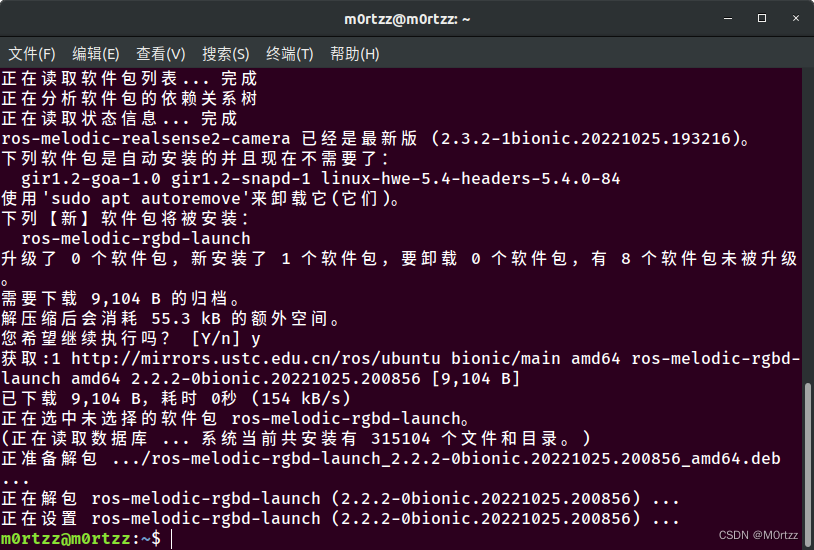 m0rtzz@m0rtzz: ~
文件(F) 编辑(E) 查看(V) 搜索(S) 终端(T) 帮助(H)
正在读取软件包列表... 完成
正在分析软件包的依赖关系树
正在读取状态信息... 完成
ros-melodic-realsense2-camera 已经是最新版 (2.3.2-1bionic.20221025.193216)。
下列软件包是自动安装的并且现在不需要了：
gir1.2-goa-1.0 gir1.2-snapd-1 linux-hwe-5.4-headers-5.4.0-84
使用'sudo apt autoremove'来卸载它(它们)。
下列【新】软件包将被安装：
ros-melodic-rgbd-launch
升级了 0 个软件包，新安装了 1 个软件包，要卸载 0 个软件包，有 8 个软件包未被升级
。
需要下载 9,104 B 的归档。
解压缩后会消耗 55.3 kB 的额外空间。
您希望继续执行吗？ [Y/n] y
获取:1 http://mirrors.ustc.edu.cn/ros/ubuntu bionic/main amd64 ros-melodic-rgbd-
launch amd64 2.2.2-0bionic.20221025.200856 [9,104 B]
已下载 9,104 B，耗时 0秒 (154 kB/s)
正在选中未选择的软件包 ros-melodic-rgbd-launch。
(正在读取数据库 ... 系统当前共安装有 315104 个文件和目录。)
正准备解包 .../ros-melodic-rgbd-launch_2.2.2-0bionic.20221025.200856_amd64.deb
...
正在解包 ros-melodic-rgbd-launch (2.2.2-0bionic.20221025.200856) ...
正在设置 ros-melodic-rgbd-launch (2.2.2-0bionic.20221025.200856) ...
m0rtzz@m0rtzz:~$
CSDN @M0rtzz